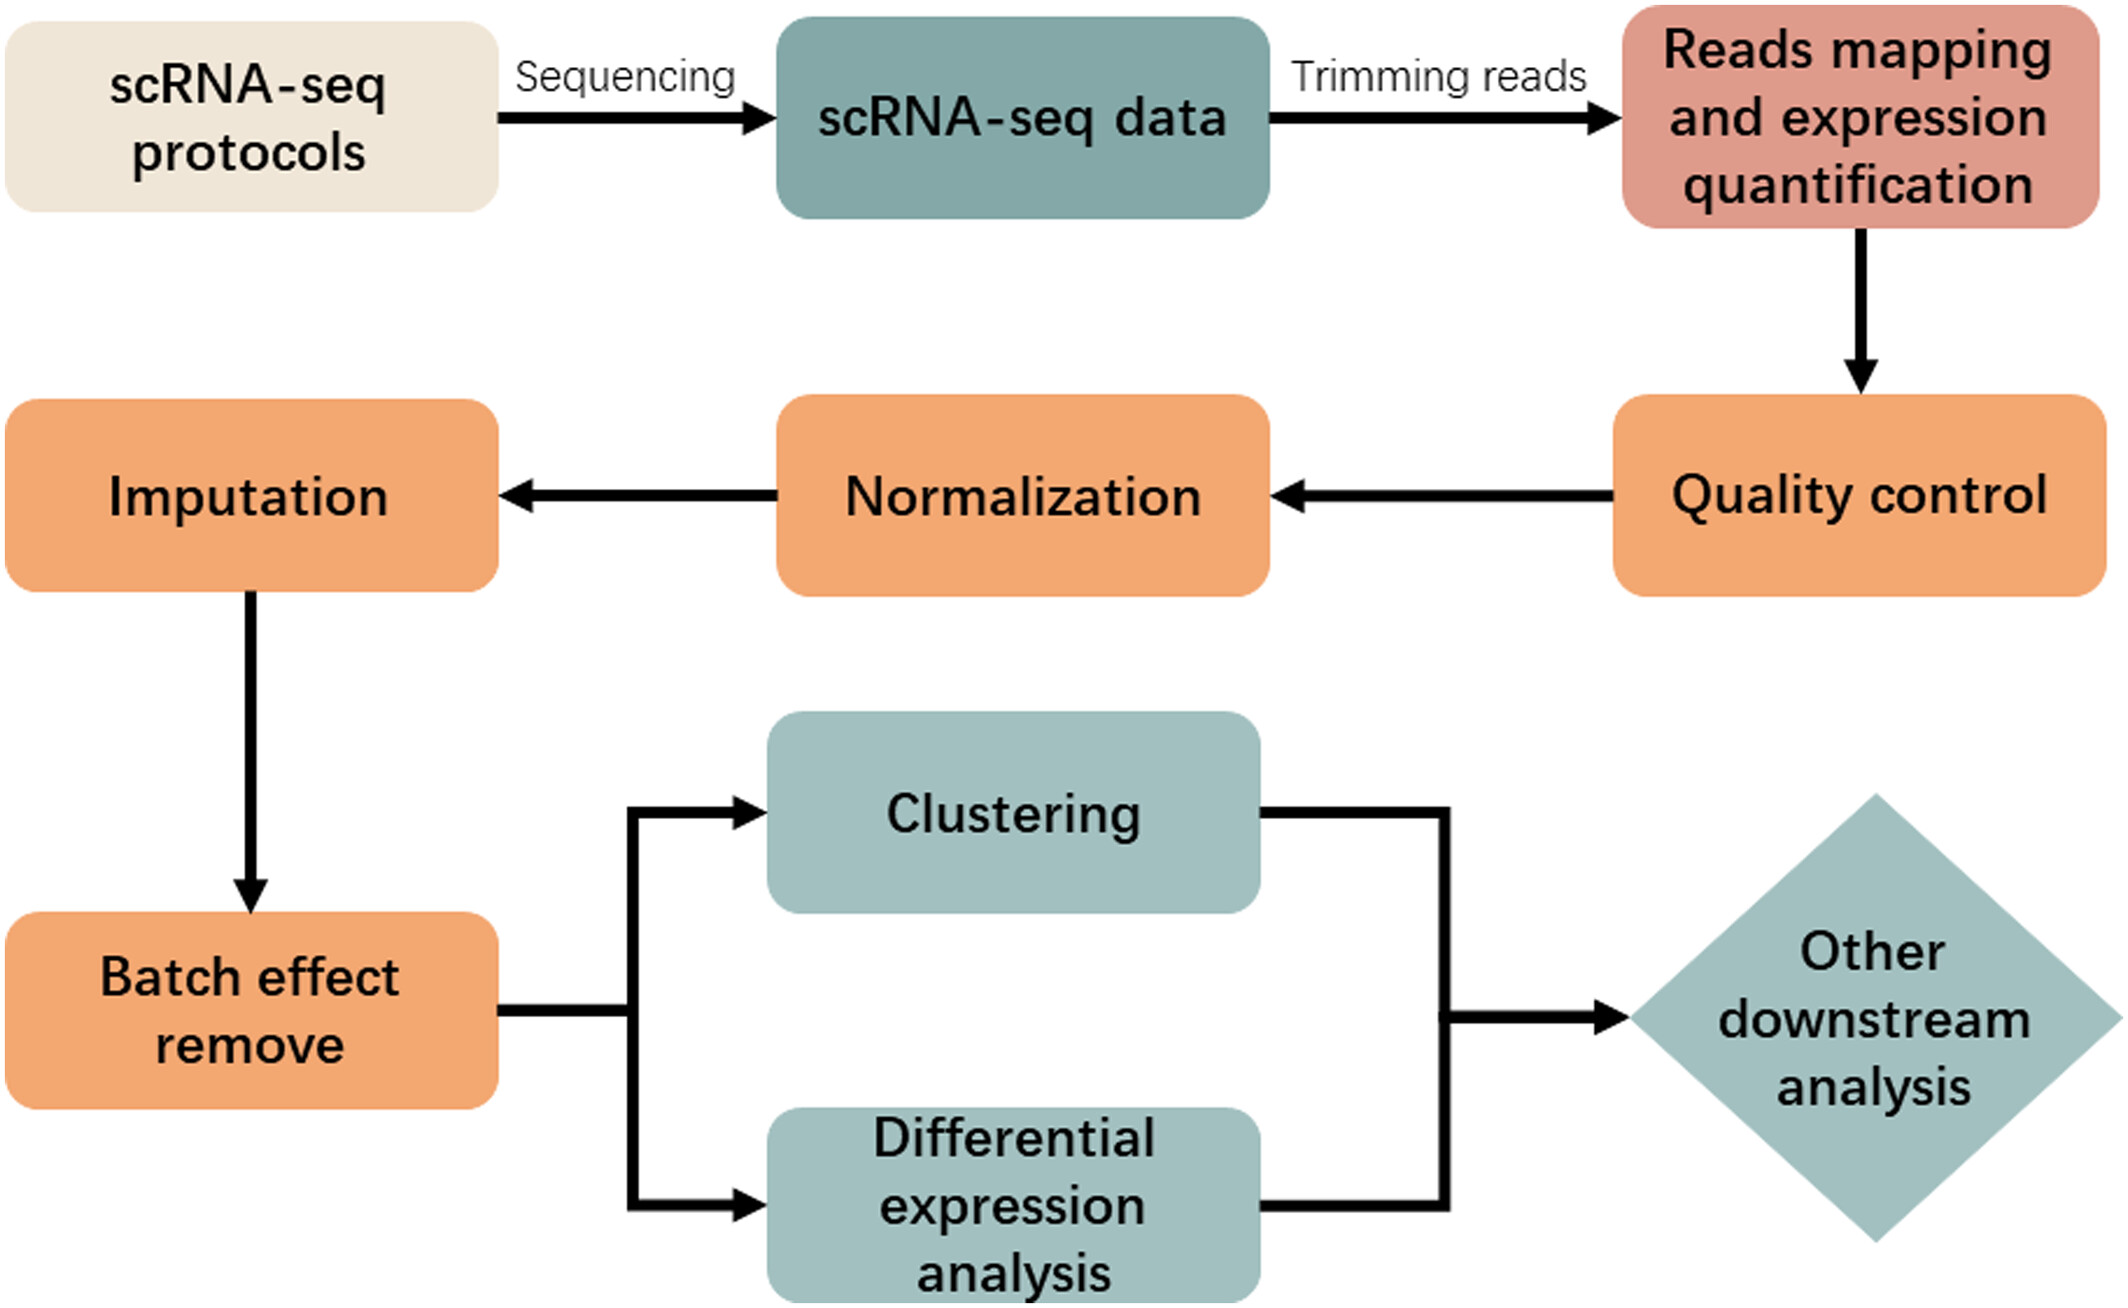 scRNA-seq
protocols
Sequencing
scRNA-seq data
Trimming reads
Reads mapping
and expression
quantification
Imputation
Normalization
Quality control
Clustering
Batch effect
remove
Other
downstream
analysis
Differential
expression
analysis